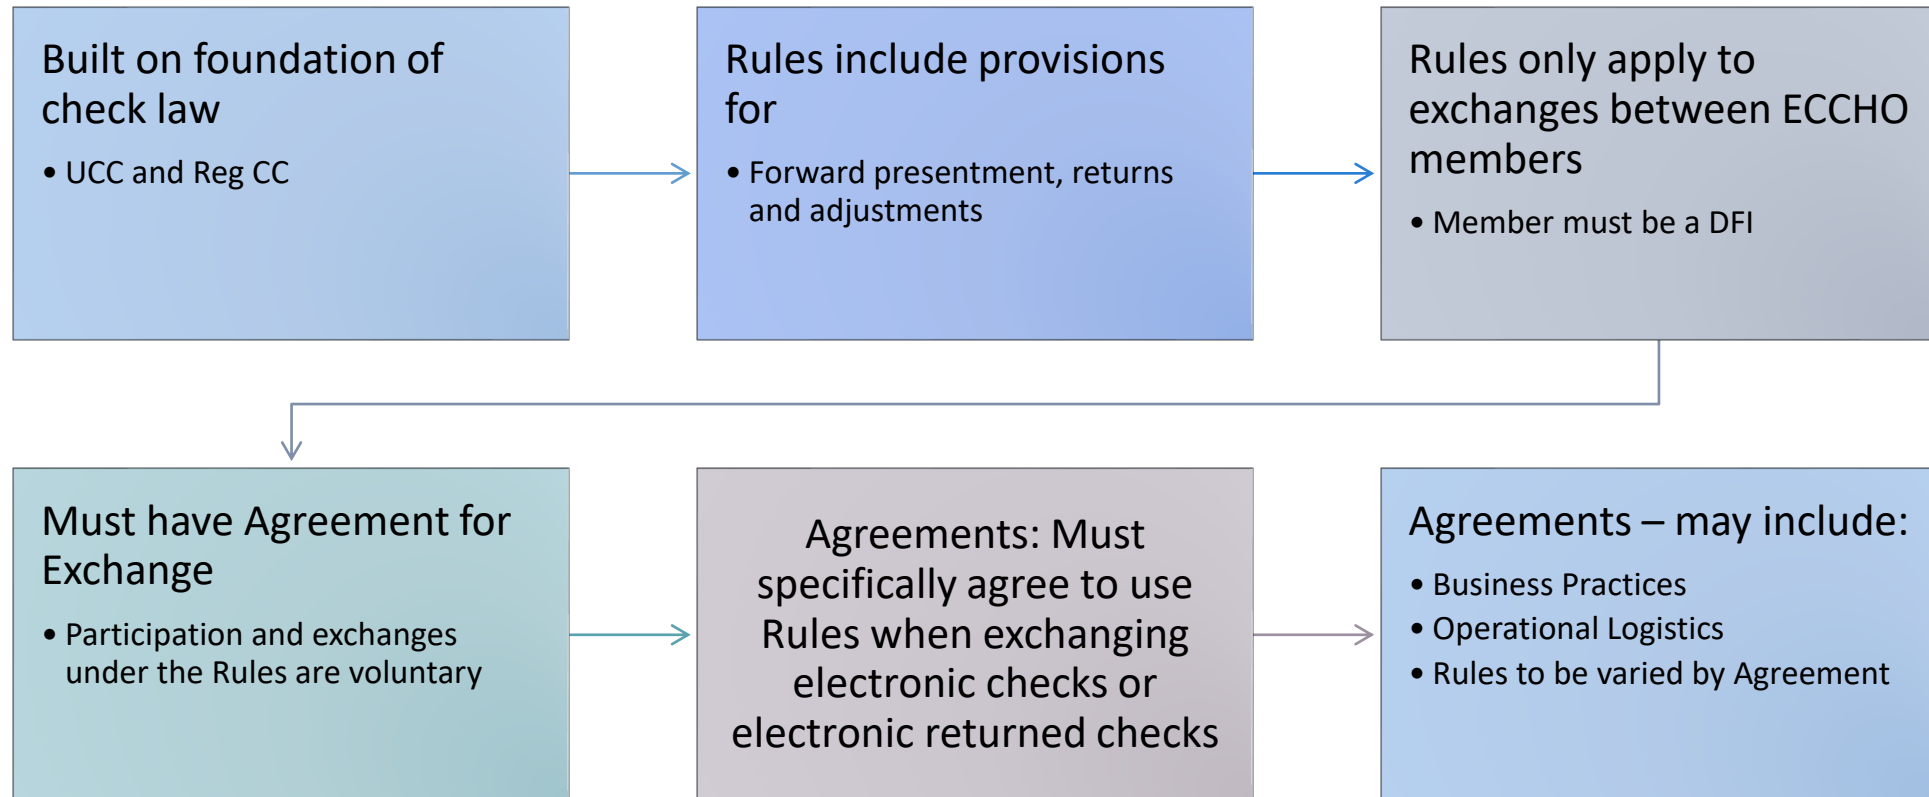 Built on foundation of
check law
• UCC and Reg CC
Rules include provisions
for
• Forward presentment, returns
and adjustments
Rules only apply to
exchanges between ECCHO
members
• Member must be a DFI
Must have Agreement for
Exchange
• Participation and exchanges
under the Rules are voluntary
Agreements: Must
specifically agree to use
Rules when exchanging
electronic checks or
electronic returned checks
Agreements – may include:
• Business Practices
• Operational Logistics
• Rules to be varied by Agreement